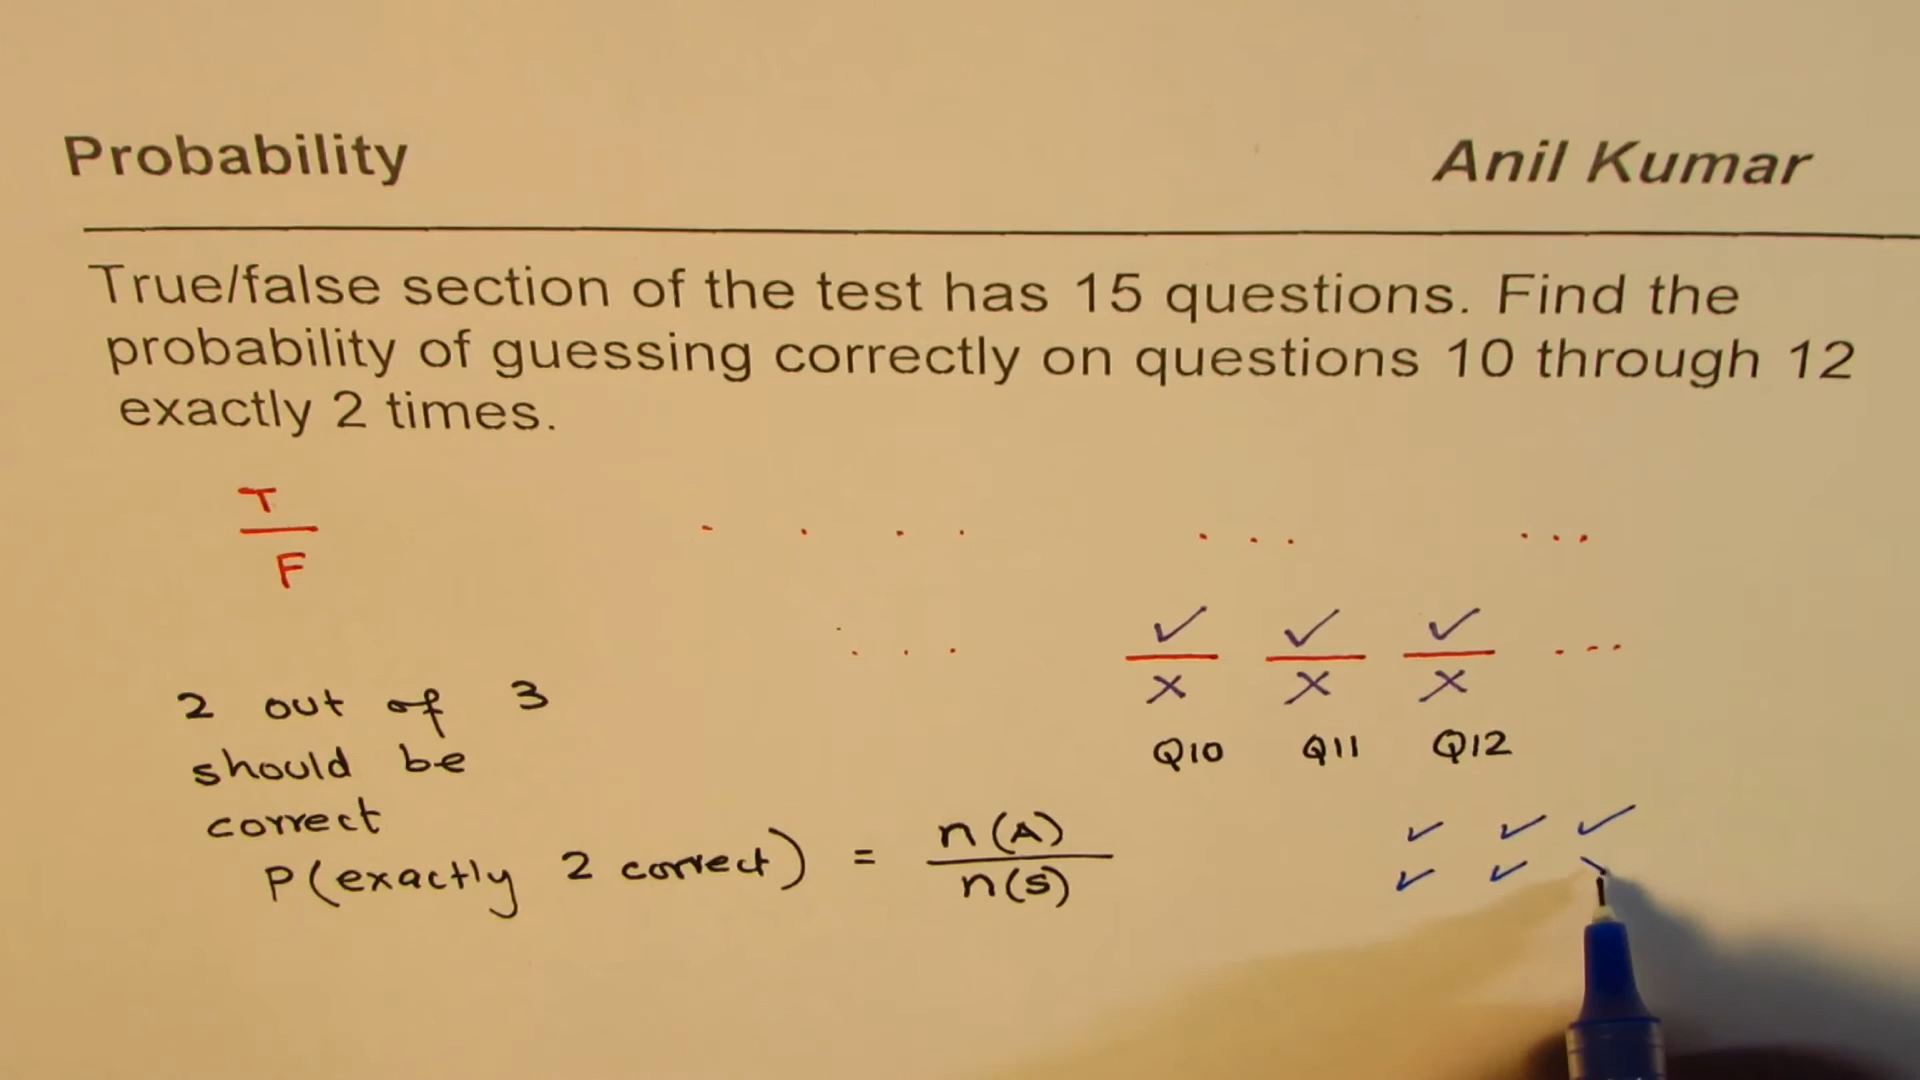 Probability
Anil Kumar
True/false section of the test has 15 questions. Find the
probability of guessing correctly on questions 10 through 12
exactly 2 times.
T
F
. . . . . . . . . .
. . . ✓ ✓ ✓ . . .
x x x
2 out of 3
Q10 Q11 Q12
should be
correct
✓ ✓ ✓
P(exactly 2 correct) = n(A)/n(S)
✓ ✓